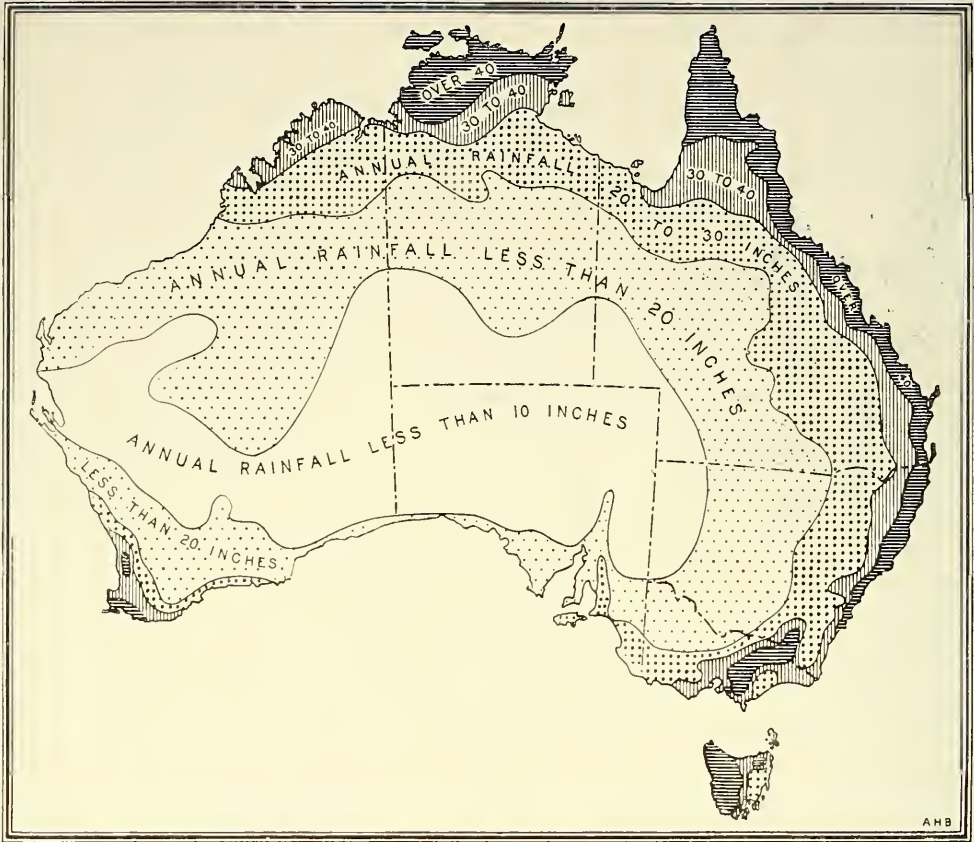 OVER 40
30 TO 40
30 TO 40
30 TO 40
ANNUAL RAINFALL 20 TO 30 INCHES
ANNUAL RAINFALL LESS THAN 20 INCHES
OVER 40
ANNUAL RAINFALL LESS THAN 10 INCHES
LESS THAN 20 INCHES
AHB